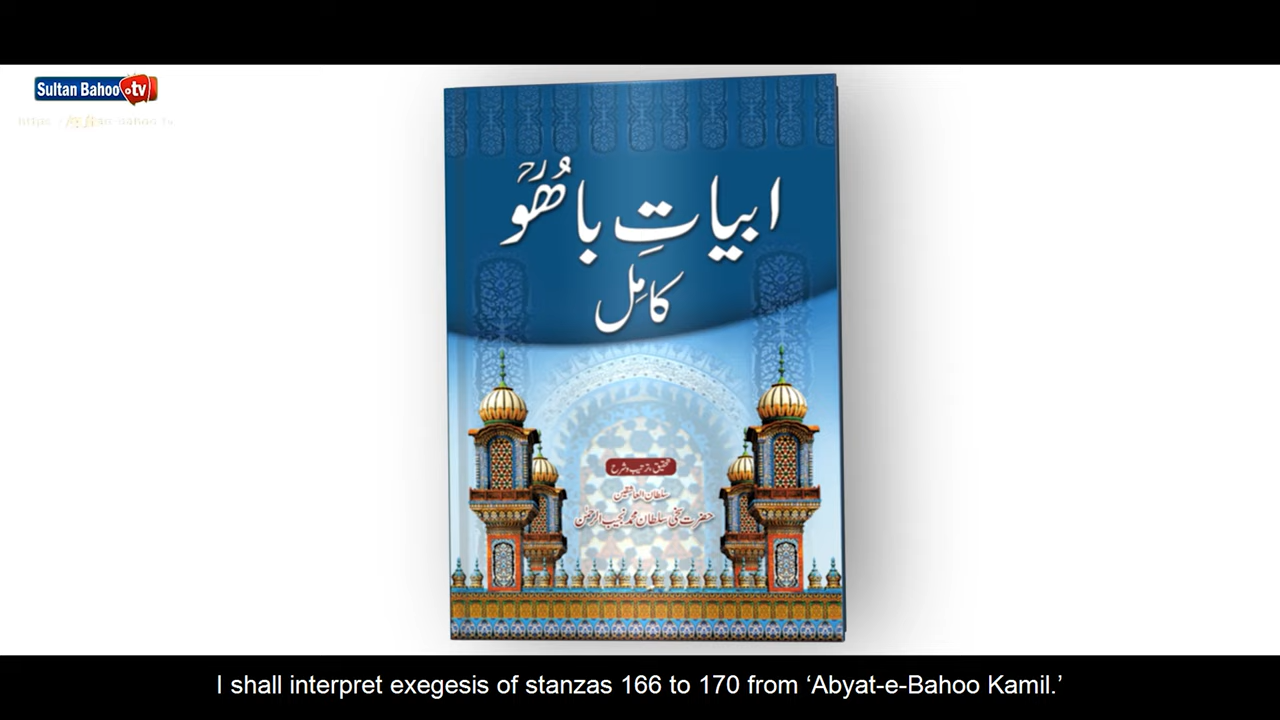 Sultan Bahoo .tv
ابیاتِ باھُوؒ
کامِل
تحقیق، ترتیب و شرح
سلطان العاشقین
حضرت سخی سلطان محمد نجیب الرحمٰن
I shall interpret exegesis of stanzas 166 to 170 from ‘Abyat-e-Bahoo Kamil.’